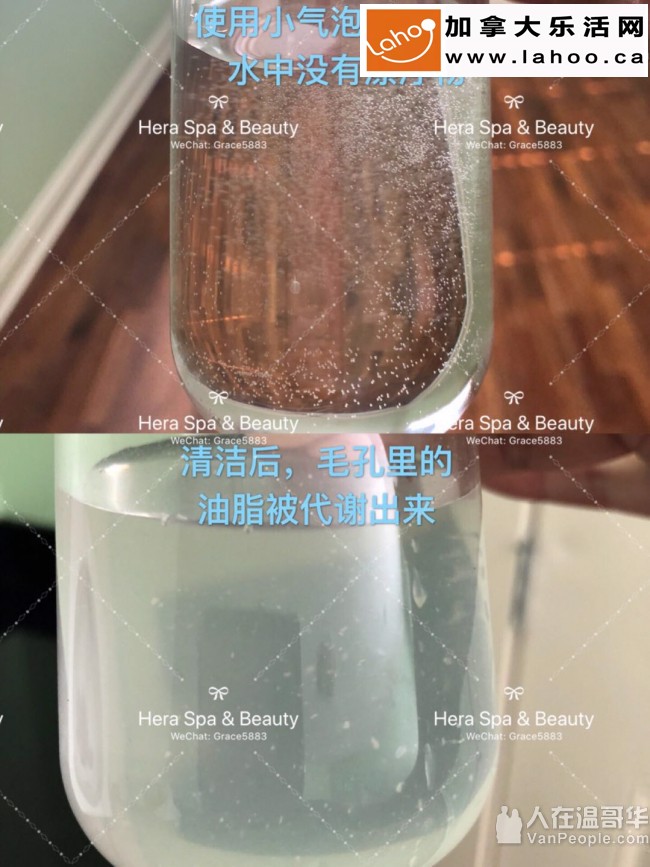 使用小气泡
加拿大乐活网
Lahoo
www.lahoo.ca
水中没有
Hera Spa & Beauty
WeChat: Grace5883
Hera Spa & Beauty
WeChat: Grace5883
Hera Spa & Beauty
WeChat: Grace5883
Hera Spa & Beauty
WeChat: Grace5883
清洁后，毛孔里的
油脂被代谢出来
Hera Spa & Beauty
WeChat: Grace5883
Hera Spa & Beauty
WeChat: Grace5883
人在温哥华
VanPeople.com